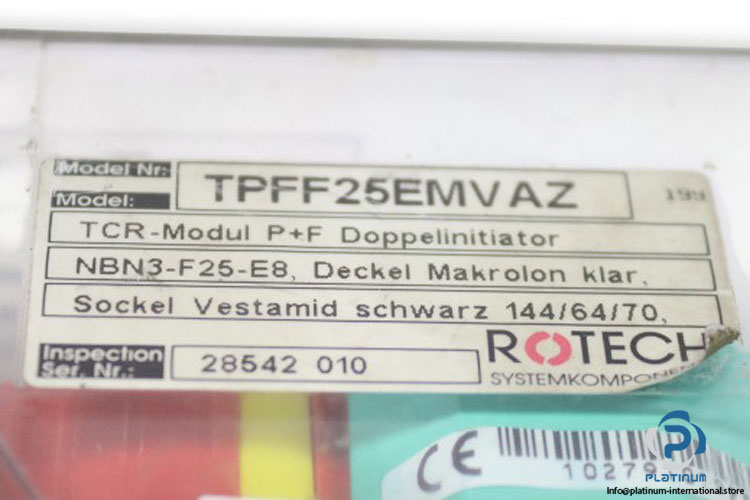 Model Nr:
Model:
TPFF25EMVAZ
199
TCR-Modul P+F Doppelinitiator
NBN3-F25-E8, Deckel Makrolon klar,
Sockel Vestamid schwarz 144/64/70,
Inspection
Ser. Nr.:
28542 010
ROTECH
SYSTEMKOMPONE
CE
PLATINUM
Info@platinum-international.store